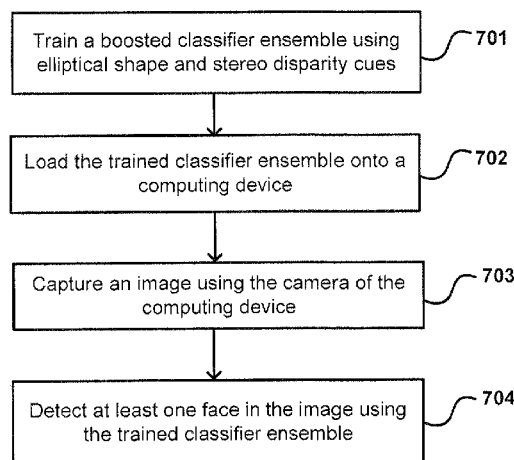 Train a boosted classifier ensemble using
elliptical shape and stereo disparity cues
701
Load the trained classifier ensemble onto a
computing device
702
Capture an image using the camera of the
computing device
703
Detect at least one face in the image using
the trained classifier ensemble
704